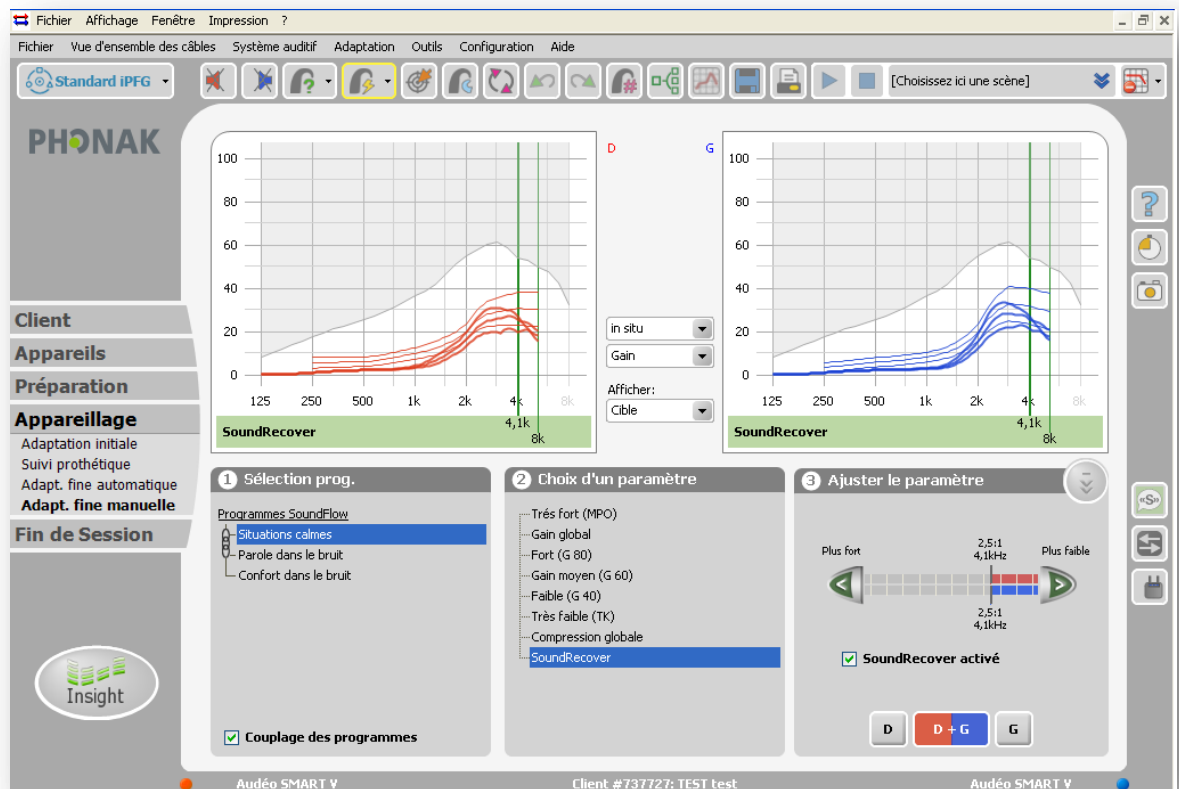 Fichier Affichage Fenêtre Impression ?
Fichier Vue d'ensemble des câbles Système auditif Adaptation Outils Configuration Aide
Standard iPFG
[Choisissez ici une scène]
PHONAK
D G
100
80
60
40
20
0
125 250 500 1k 2k 4k 8k
SoundRecover
4,1k
8k
in situ
Gain
Afficher:
Cible
100
80
60
40
20
0
125 250 500 1k 2k 4k 8k
SoundRecover
4,1k
8k
Client
Appareils
Préparation
Appareillage
Adaptation initiale
Suivi prothétique
Adapt. fine automatique
Adapt. fine manuelle
Fin de Session
Insight
1 Sélection prog.
Programmes SoundFlow
Situations calmes
Parole dans le bruit
Confort dans le bruit
Couplage des programmes
2 Choix d'un paramètre
Trés fort (MPO)
Gain global
Fort (G 80)
Gain moyen (G 60)
Faible (G 40)
Très faible (TK)
Compression globale
SoundRecover
3 Ajuster le paramètre
Plus fort
2,5:1
4,1kHz
Plus faible
2,5:1
4,1kHz
SoundRecover activé
D D + G G
«S»
Audéo SMART V Client #737727: TEST test Audéo SMART V